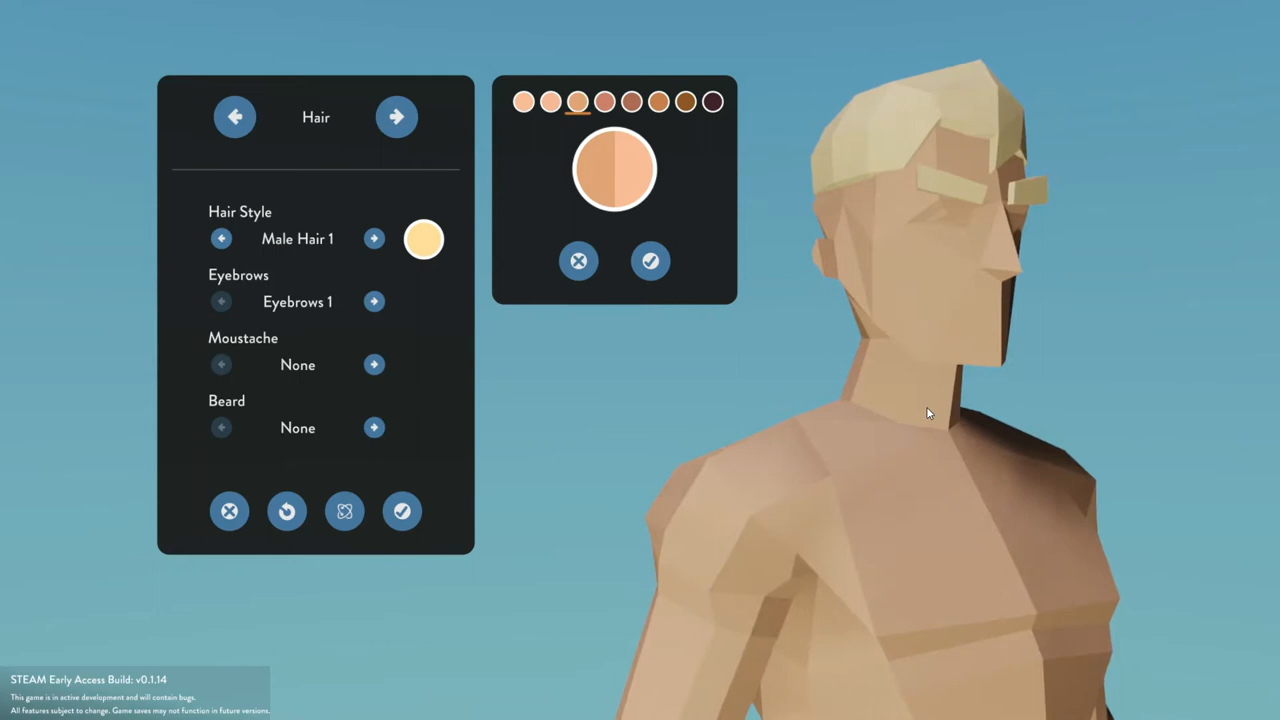 Hair
Hair Style
Male Hair 1
Eyebrows
Eyebrows 1
Moustache
None
Beard
None
STEAM Early Access Build: v0.1.14
This game is in active development and will contain bugs.
All features subject to change. Game saves may not function in future versions.